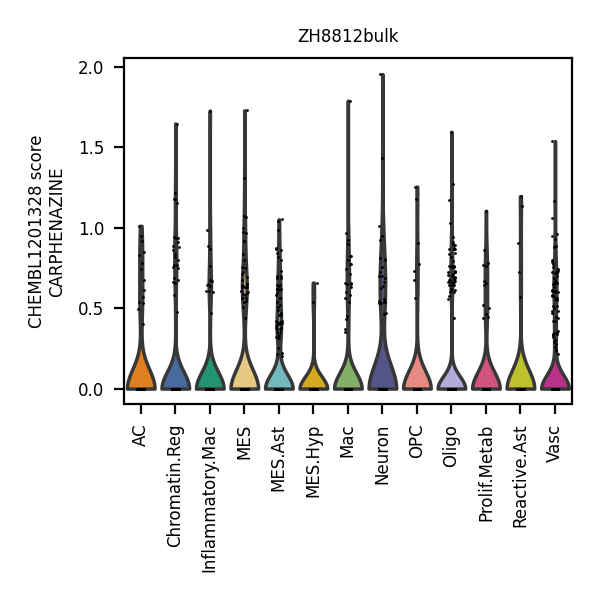 ZH8812bulk
CHEMBL1201328 score
CARPHENAZINE
2.0
1.5
1.0
0.5
0.0
AC
Chromatin.Reg
Inflammatory.Mac
MES
MES.Ast
MES.Hyp
Mac
Neuron
OPC
Oligo
Prolif.Metab
Reactive.Ast
Vasc